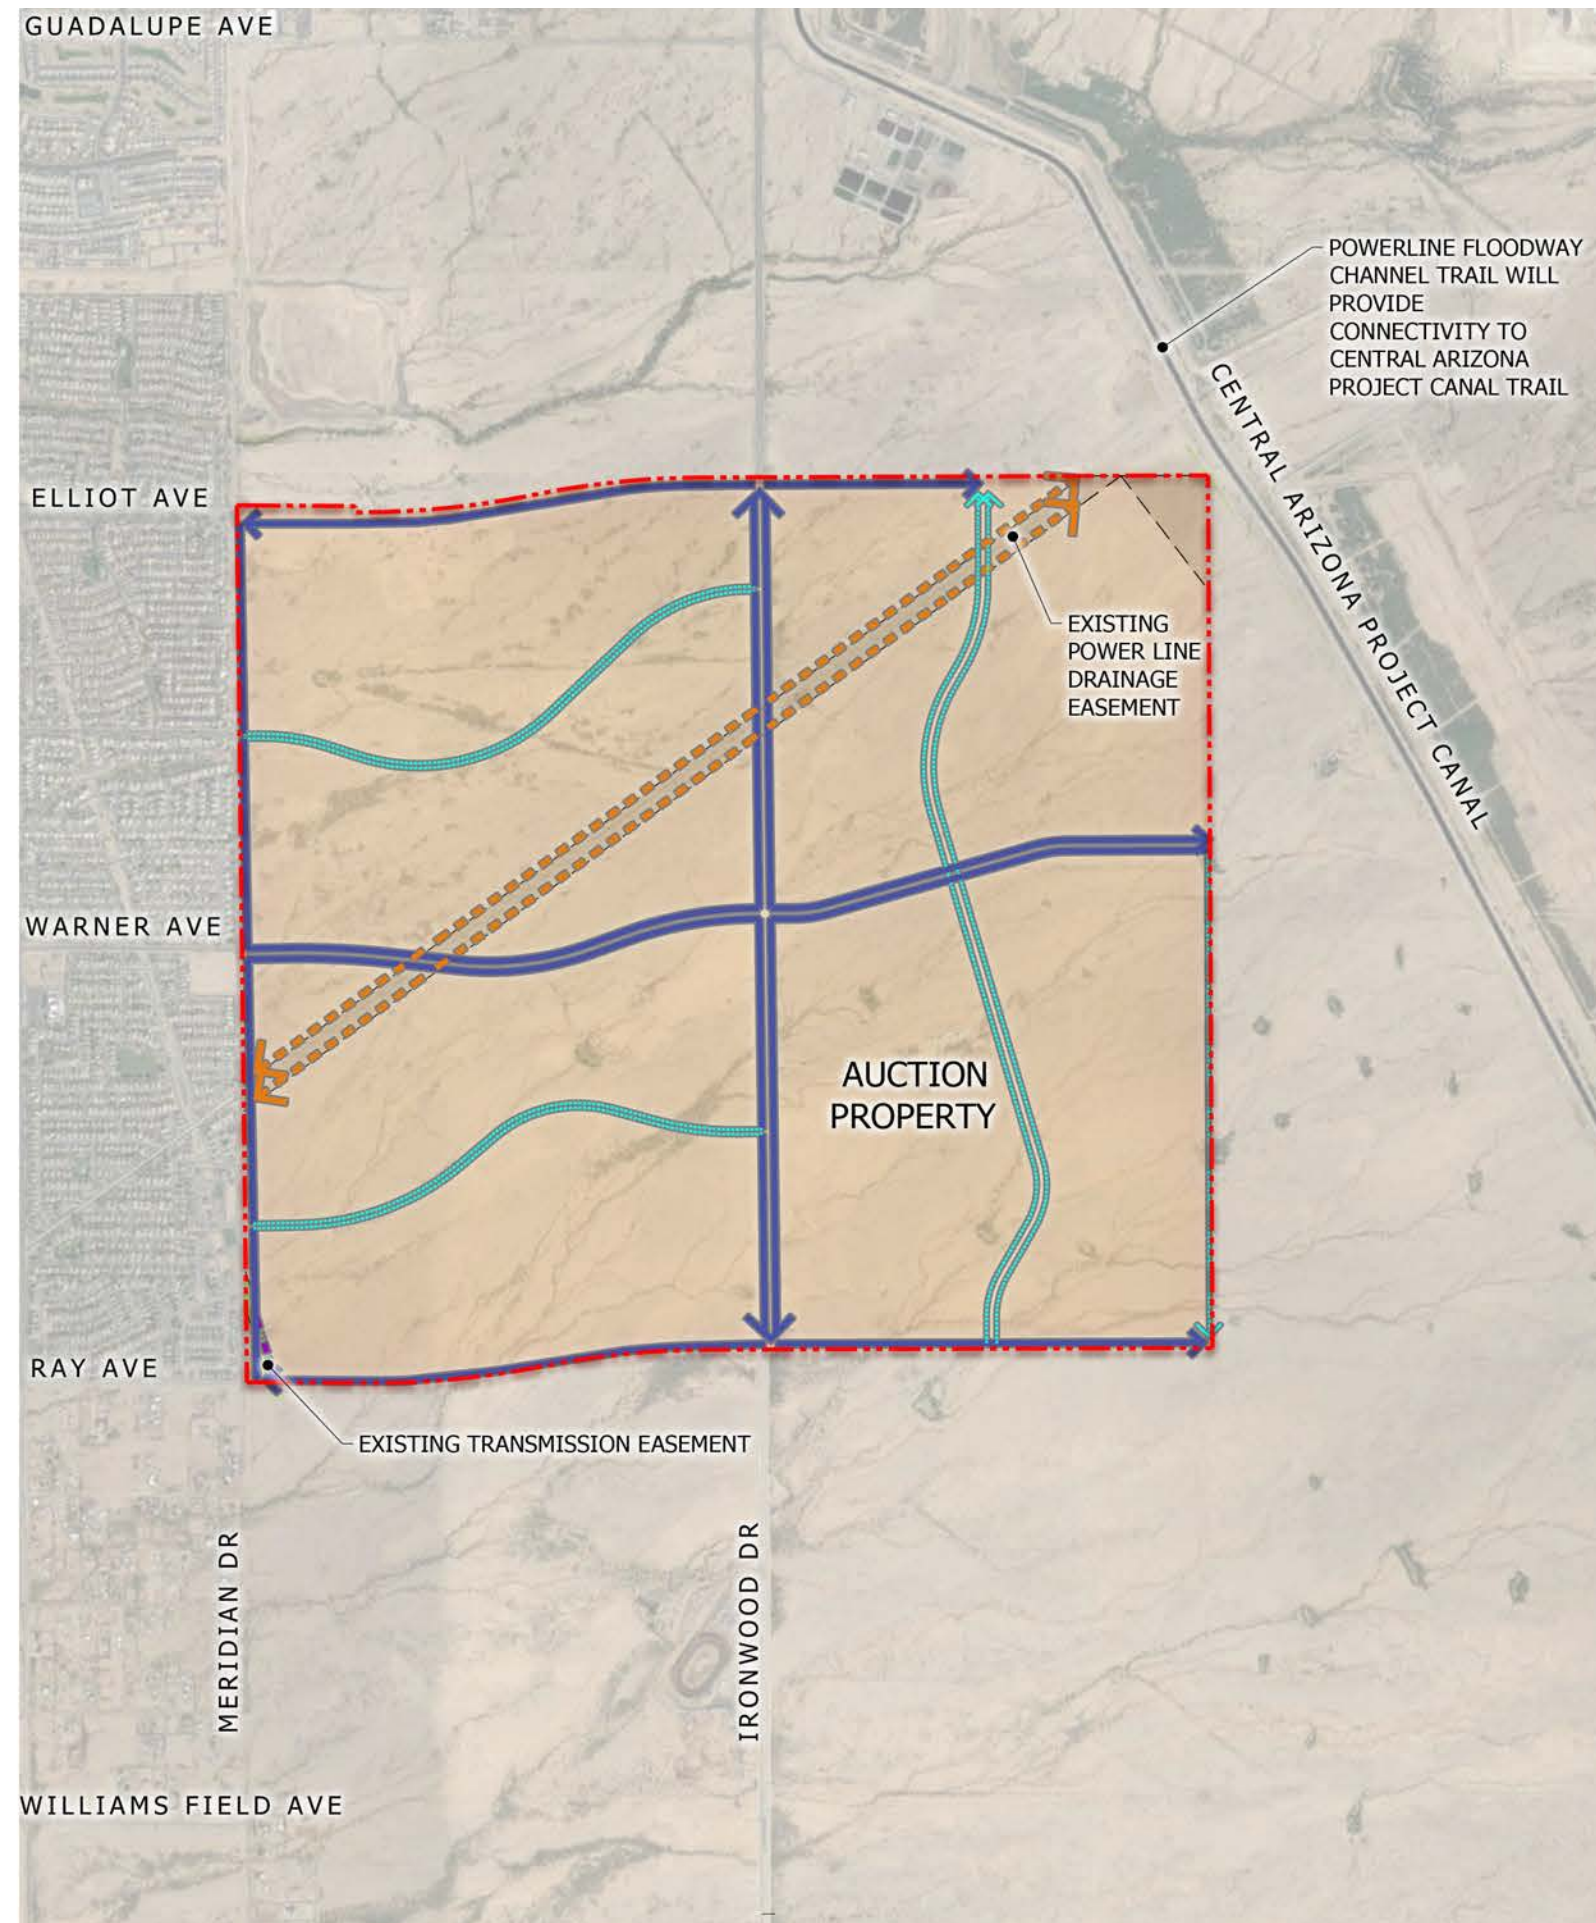 GUADALUPE AVE
POWERLINE FLOODWAY
CHANNEL TRAIL WILL
PROVIDE
CONNECTIVITY TO
CENTRAL ARIZONA
PROJECT CANAL TRAIL
CENTRAL ARIZONA PROJECT CANAL
ELLIOT AVE
EXISTING
POWER LINE
DRAINAGE
EASEMENT
WARNER AVE
AUCTION
PROPERTY
RAY AVE
EXISTING TRANSMISSION EASEMENT
MERIDIAN DR
IRONWOOD DR
WILLIAMS FIELD AVE